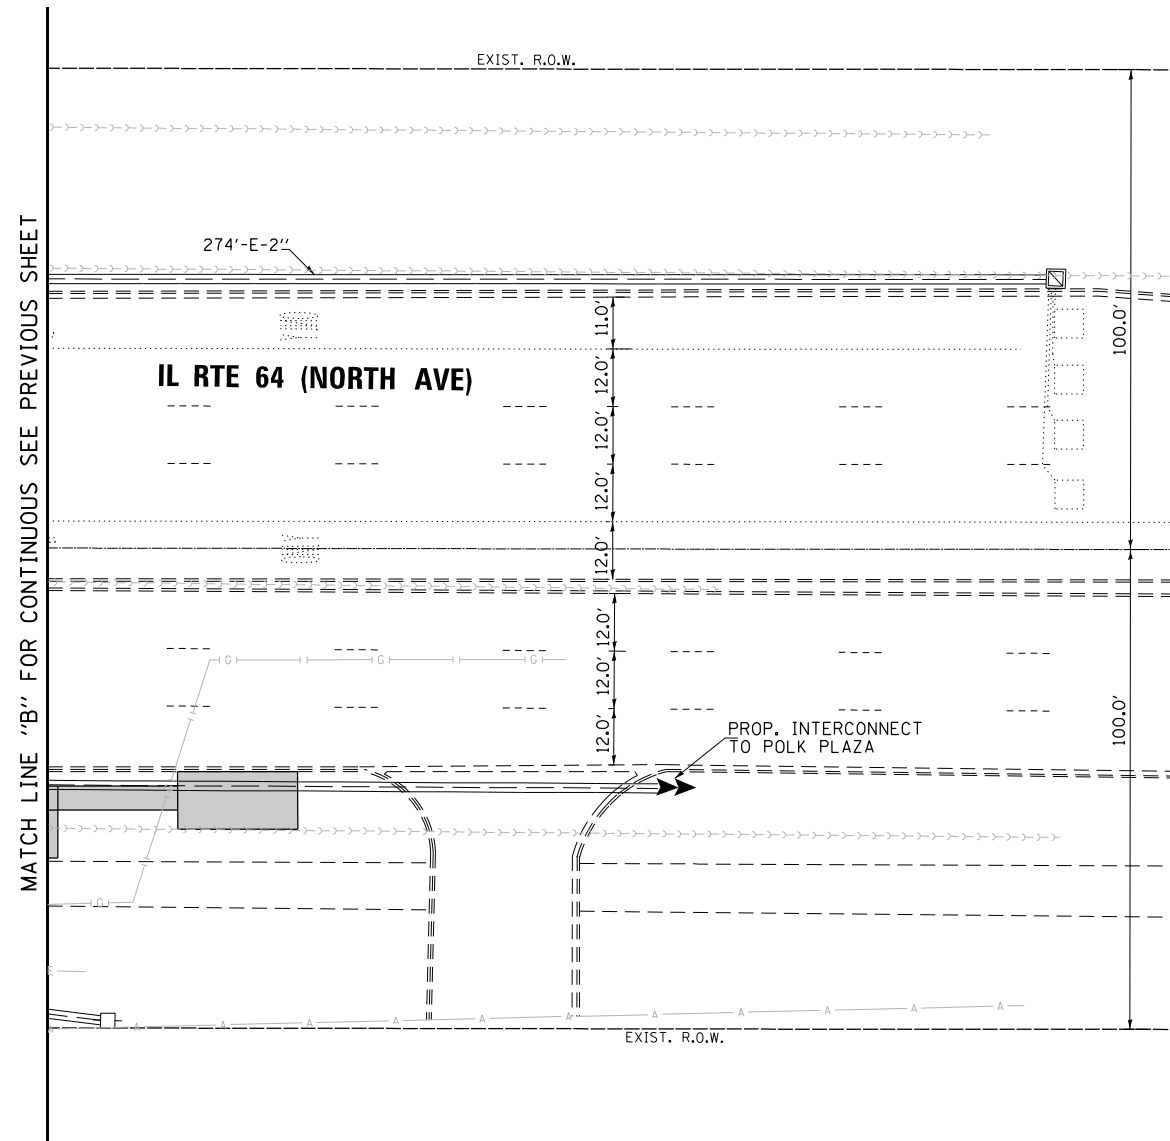 EXIST. R.O.W.
MATCH LINE "B" FOR CONTINUOUS SEE PREVIOUS SHEET
274'-E-2"
IL RTE 64 (NORTH AVE)
11.0'
12.0'
12.0'
12.0'
12.0'
12.0'
12.0'
12.0'
100.0'
100.0'
G
G
G
PROP. INTERCONNECT
TO POLK PLAZA
G
E
A
A
A
A
A
A
A
A
A
A
A
A
EXIST. R.O.W.